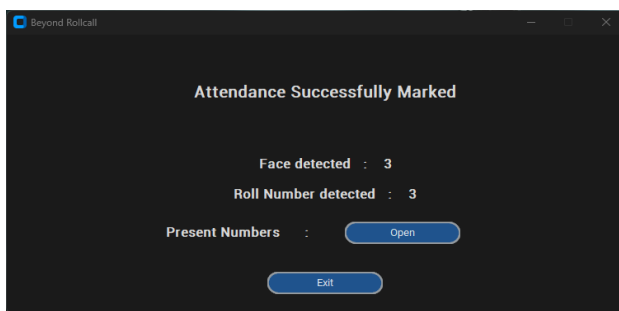 Beyond Rollcall
Attendance Successfully Marked
Face detected : 3
Roll Number detected : 3
Present Numbers : Open
Exit